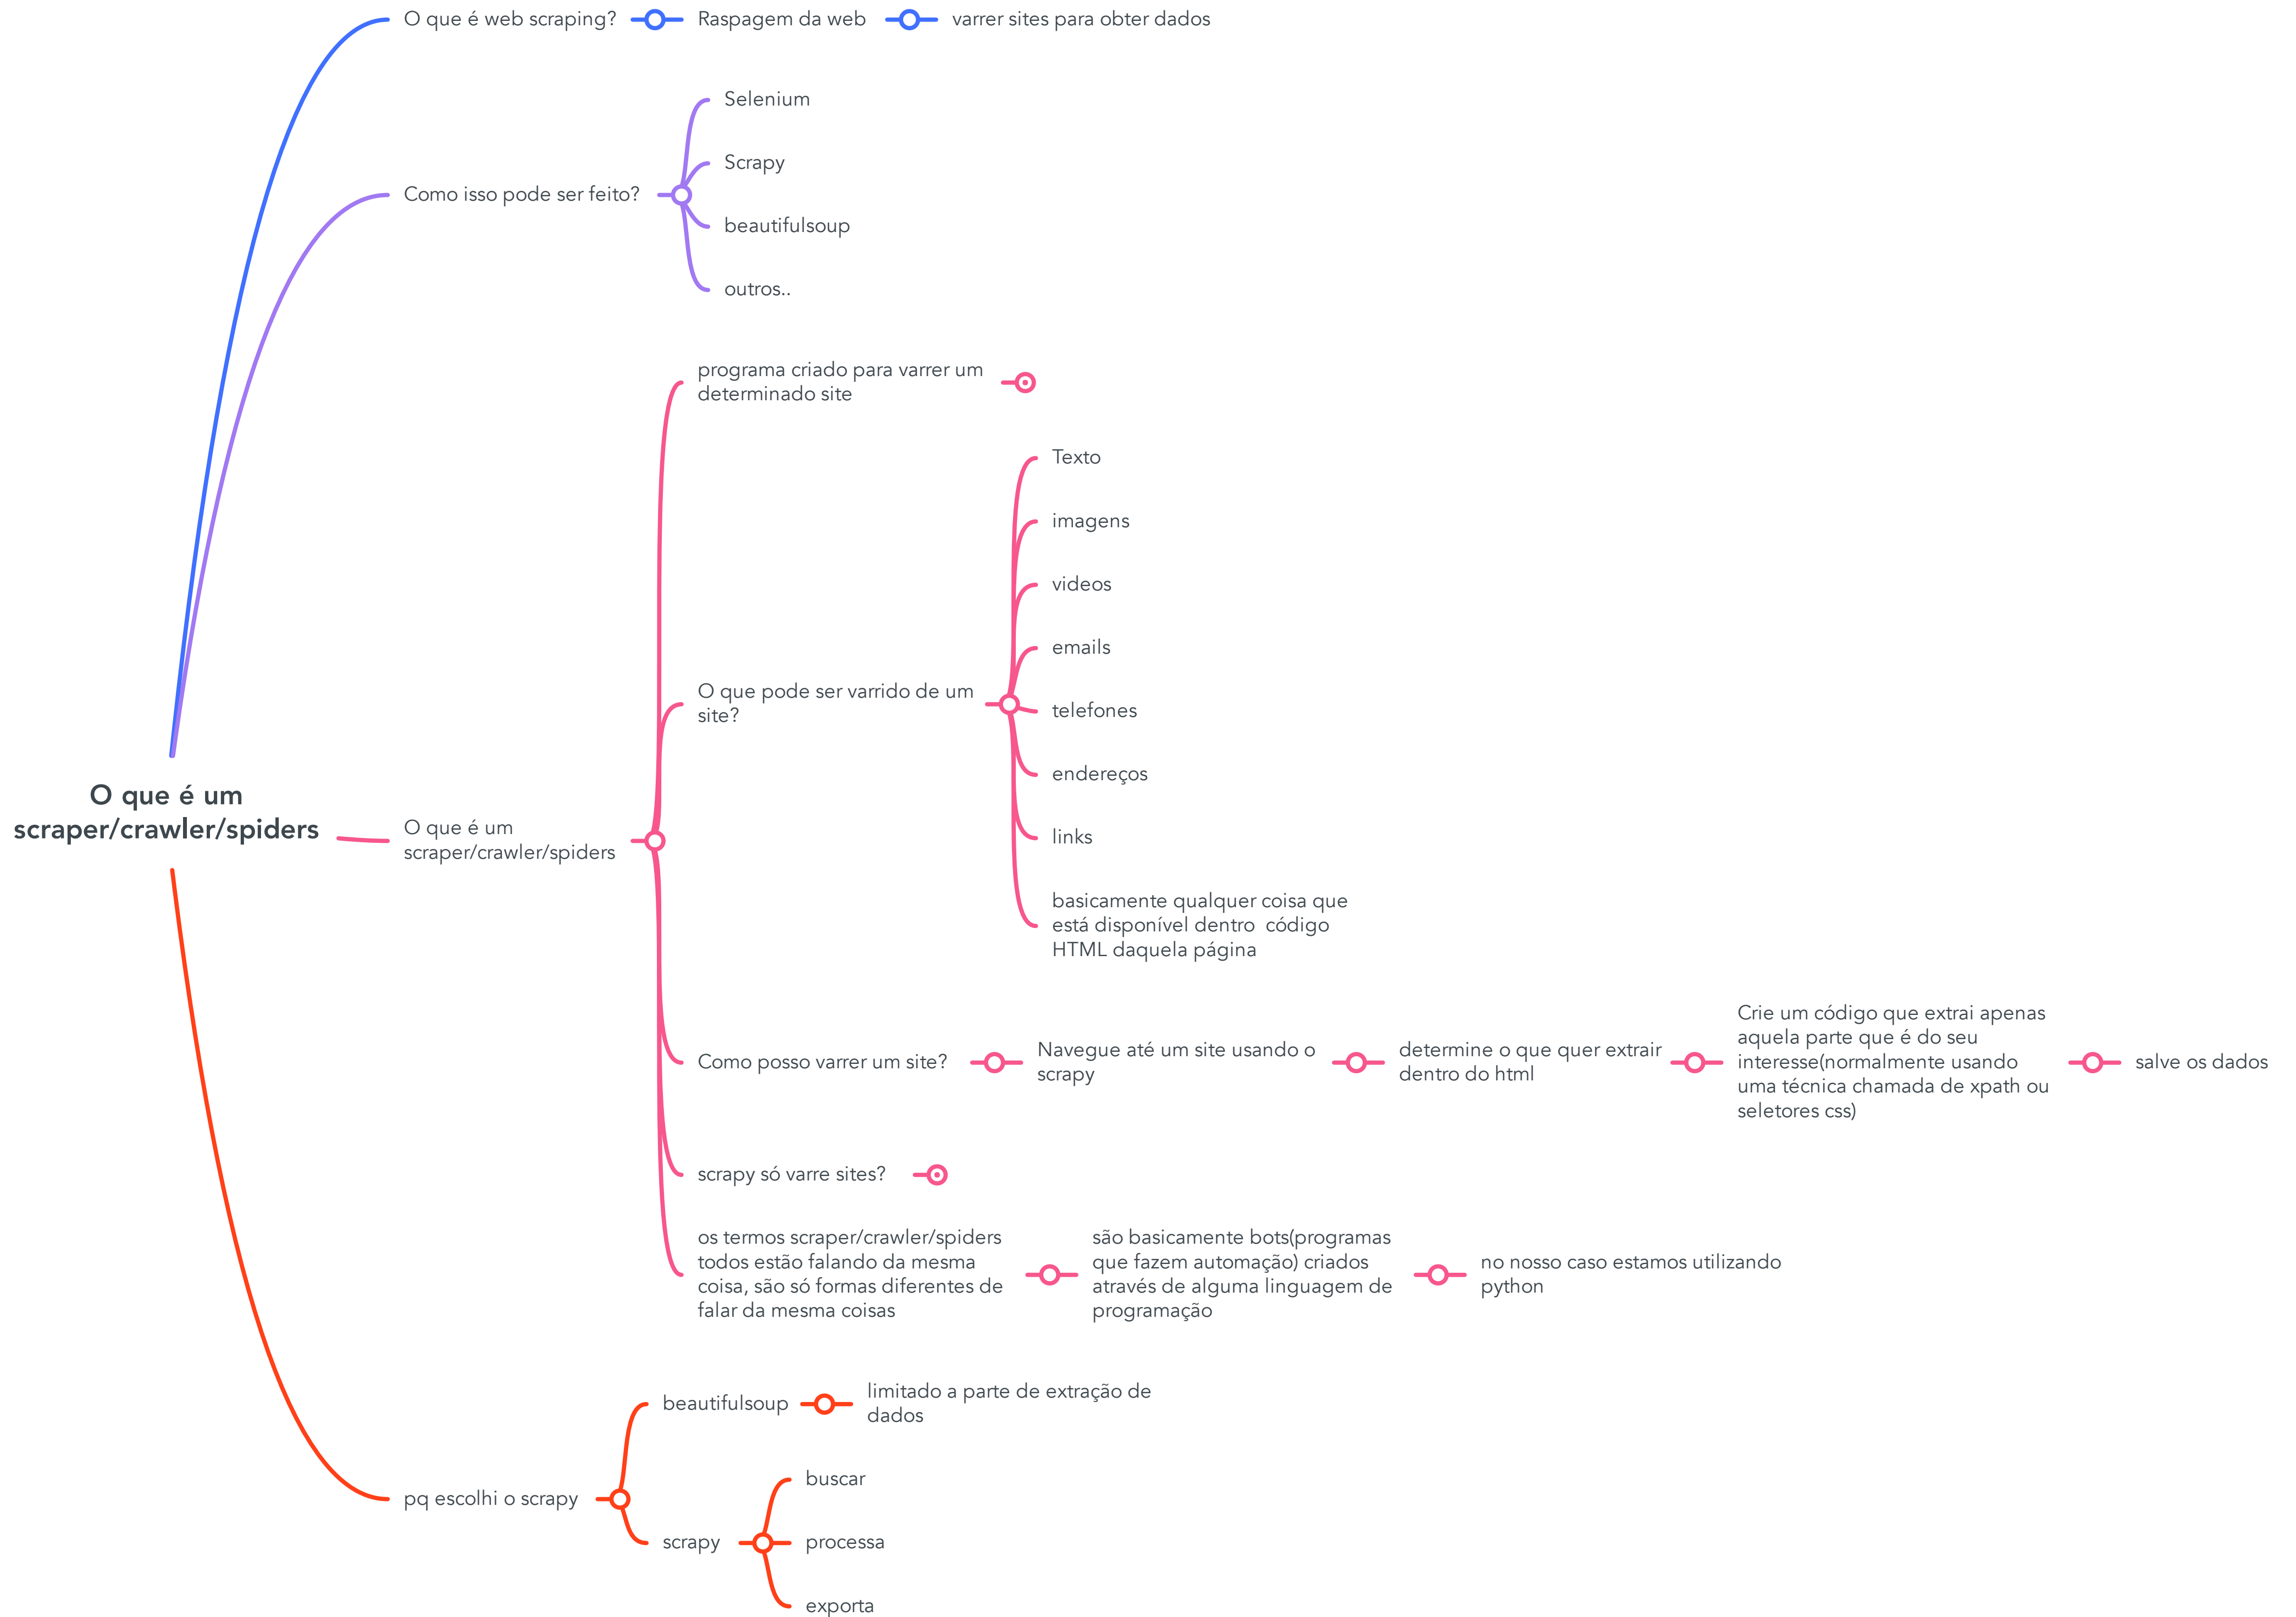 O que é web scraping?
Raspagem da web
varrer sites para obter dados
Como isso pode ser feito?
Selenium
Scrapy
beautifulsoup
outros..
O que é um
scraper/crawler/spiders
O que é um
scraper/crawler/spiders
programa criado para varrer um
determinado site
O que pode ser varrido de um
site?
Texto
imagens
videos
emails
telefones
endereços
links
basicamente qualquer coisa que
está disponível dentro  código
HTML daquela página
Como posso varrer um site?
Navegue até um site usando o
scrapy
determine o que quer extrair
dentro do html
Crie um código que extrai apenas
aquela parte que é do seu
interesse(normalmente usando
uma técnica chamada de xpath ou
seletores css)
salve os dados
scrapy só varre sites?
os termos scraper/crawler/spiders
todos estão falando da mesma
coisa, são só formas diferentes de
falar da mesma coisas
são basicamente bots(programas
que fazem automação) criados
através de alguma linguagem de
programação
no nosso caso estamos utilizando
python
pq escolhi o scrapy
beautifulsoup
limitado a parte de extração de
dados
scrapy
buscar
processa
exporta